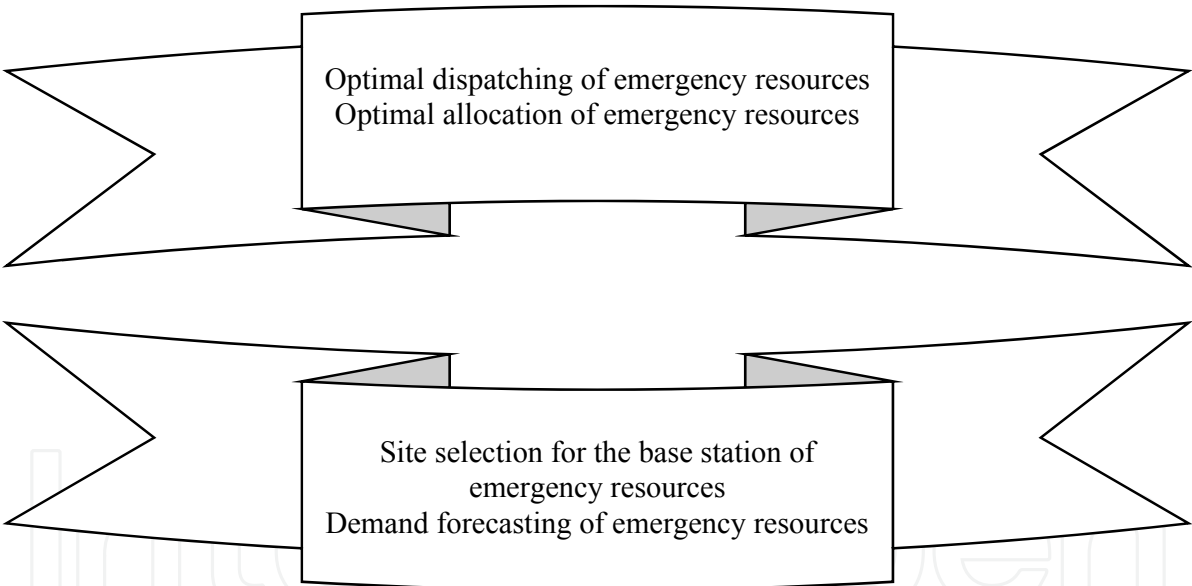 Optimal dispatching of emergency resources
Optimal allocation of emergency resources
Site selection for the base station of
emergency resources
Demand forecasting of emergency resources